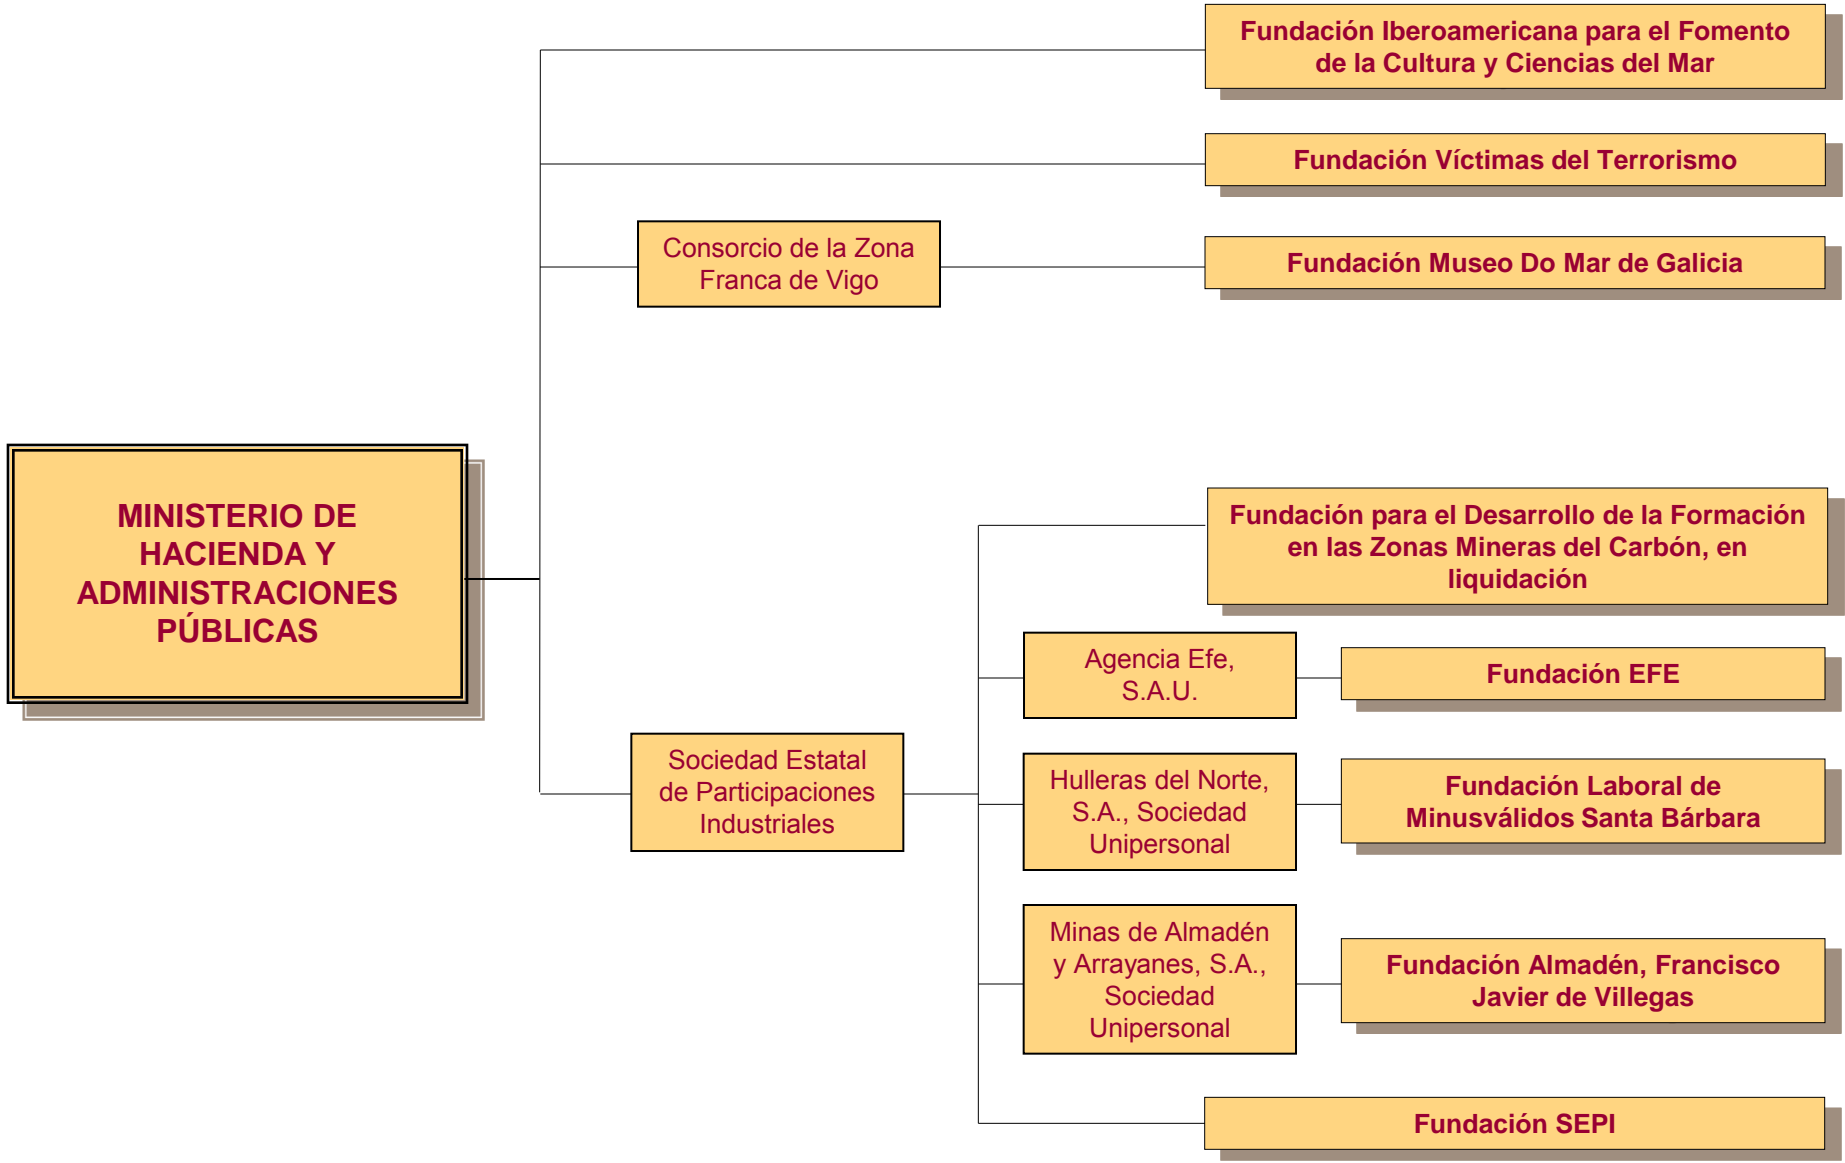 Fundación Iberoamericana para el Fomento
de la Cultura y Ciencias del Mar
Fundación Víctimas del Terrorismo
Consorcio de la Zona
Franca de Vigo
Fundación Museo Do Mar de Galicia
MINISTERIO DE
HACIENDA Y
ADMINISTRACIONES
PÚBLICAS
Fundación para el Desarrollo de la Formación
en las Zonas Mineras del Carbón, en
liquidación
Agencia Efe,
S.A.U.
Fundación EFE
Sociedad Estatal
de Participaciones
Industriales
Hulleras del Norte,
S.A., Sociedad
Unipersonal
Fundación Laboral de
Minusválidos Santa Bárbara
Minas de Almadén
y Arrayanes, S.A.,
Sociedad
Unipersonal
Fundación Almadén, Francisco
Javier de Villegas
Fundación SEPI